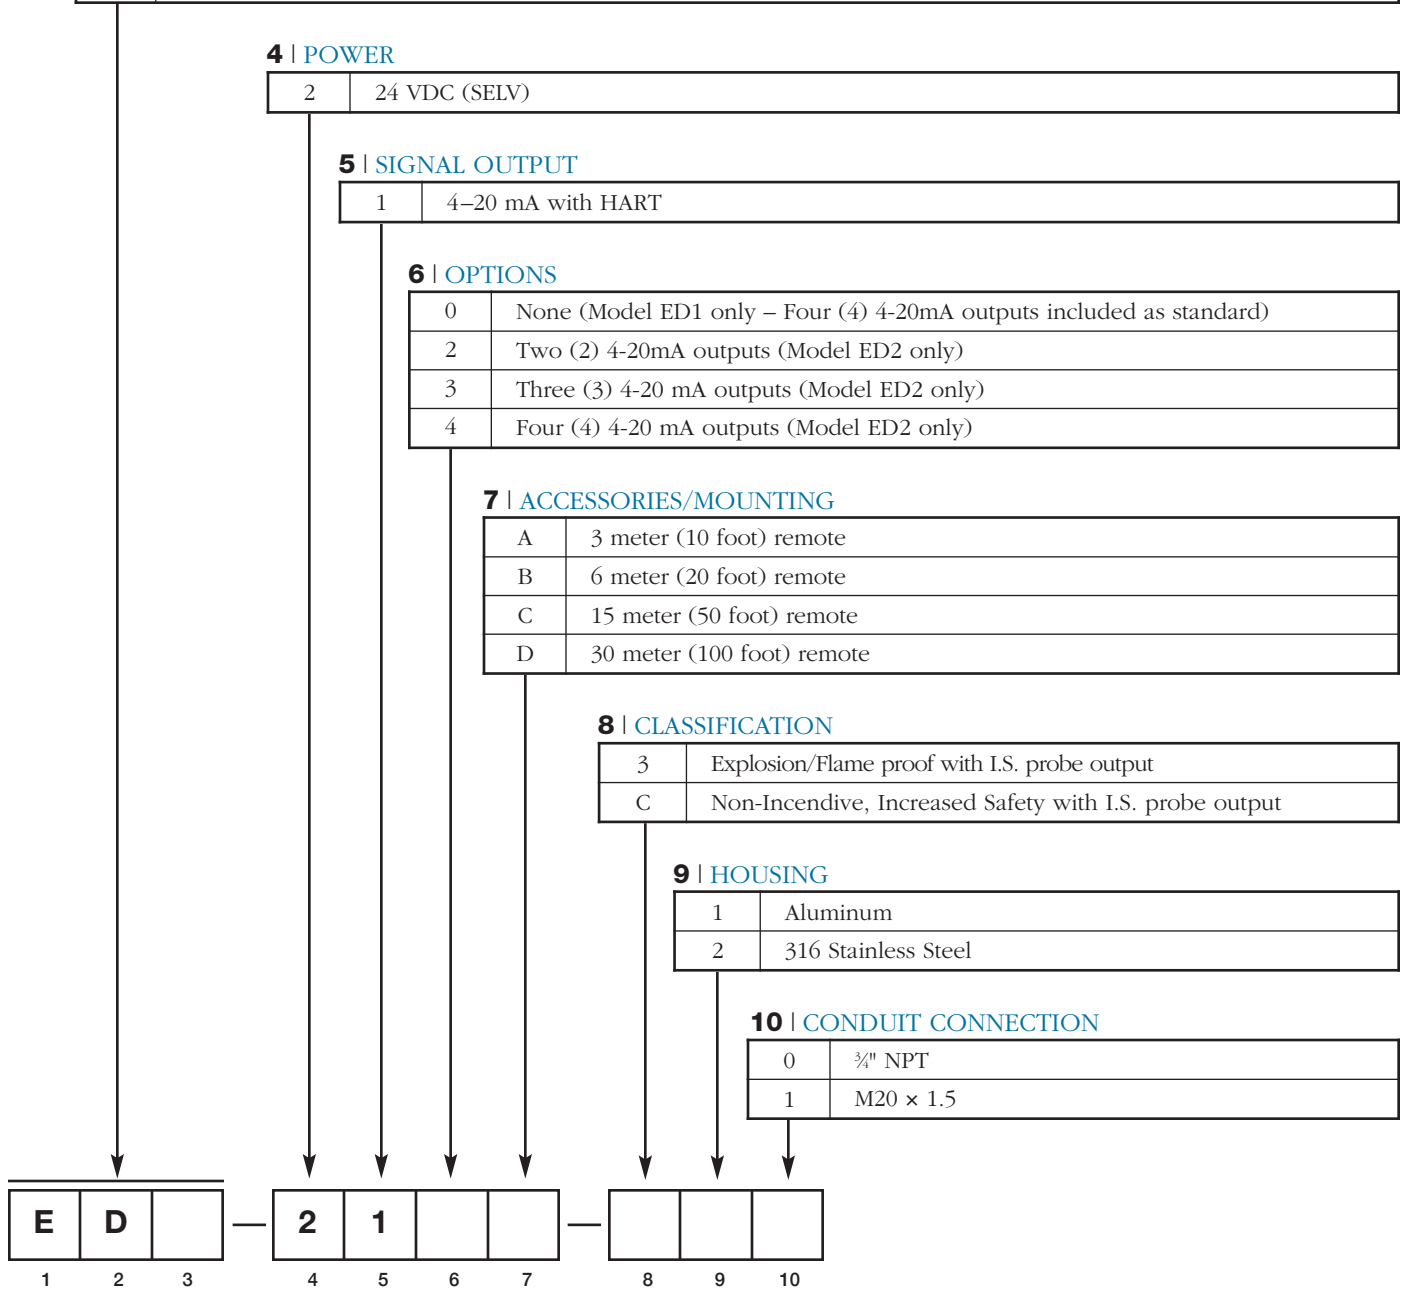 4 | POWER
2 24 VDC (SELV)
5 | SIGNAL OUTPUT
1 4–20 mA with HART
6 | OPTIONS
0 None (Model ED1 only – Four (4) 4-20mA outputs included as standard)
2 Two (2) 4-20mA outputs (Model ED2 only)
3 Three (3) 4-20 mA outputs (Model ED2 only)
4 Four (4) 4-20 mA outputs (Model ED2 only)
7 | ACCESSORIES/MOUNTING
A 3 meter (10 foot) remote
B 6 meter (20 foot) remote
C 15 meter (50 foot) remote
D 30 meter (100 foot) remote
8 | CLASSIFICATION
3 Explosion/Flame proof with I.S. probe output
C Non-Incendive, Increased Safety with I.S. probe output
9 | HOUSING
1 Aluminum
2 316 Stainless Steel
10 | CONDUIT CONNECTION
0 ¾" NPT
1 M20 × 1.5
E D — 2 1 —
1 2 3 4 5 6 7 8 9 10